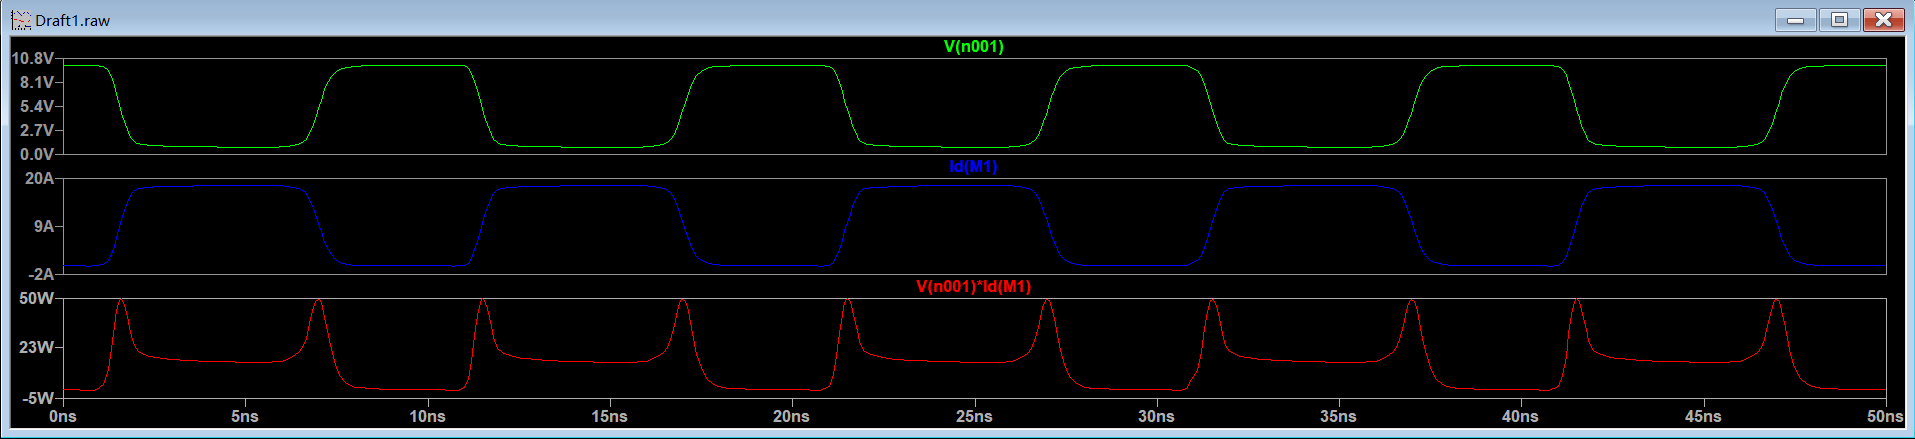 Draft1.raw
V(n001)
10.8V
8.1V
5.4V
2.7V
0.0V
Id(M1)
20A
9A
-2A
V(n001)*Id(M1)
50W
23W
-5W
0ns 5ns 10ns 15ns 20ns 25ns 30ns 35ns 40ns 45ns 50ns